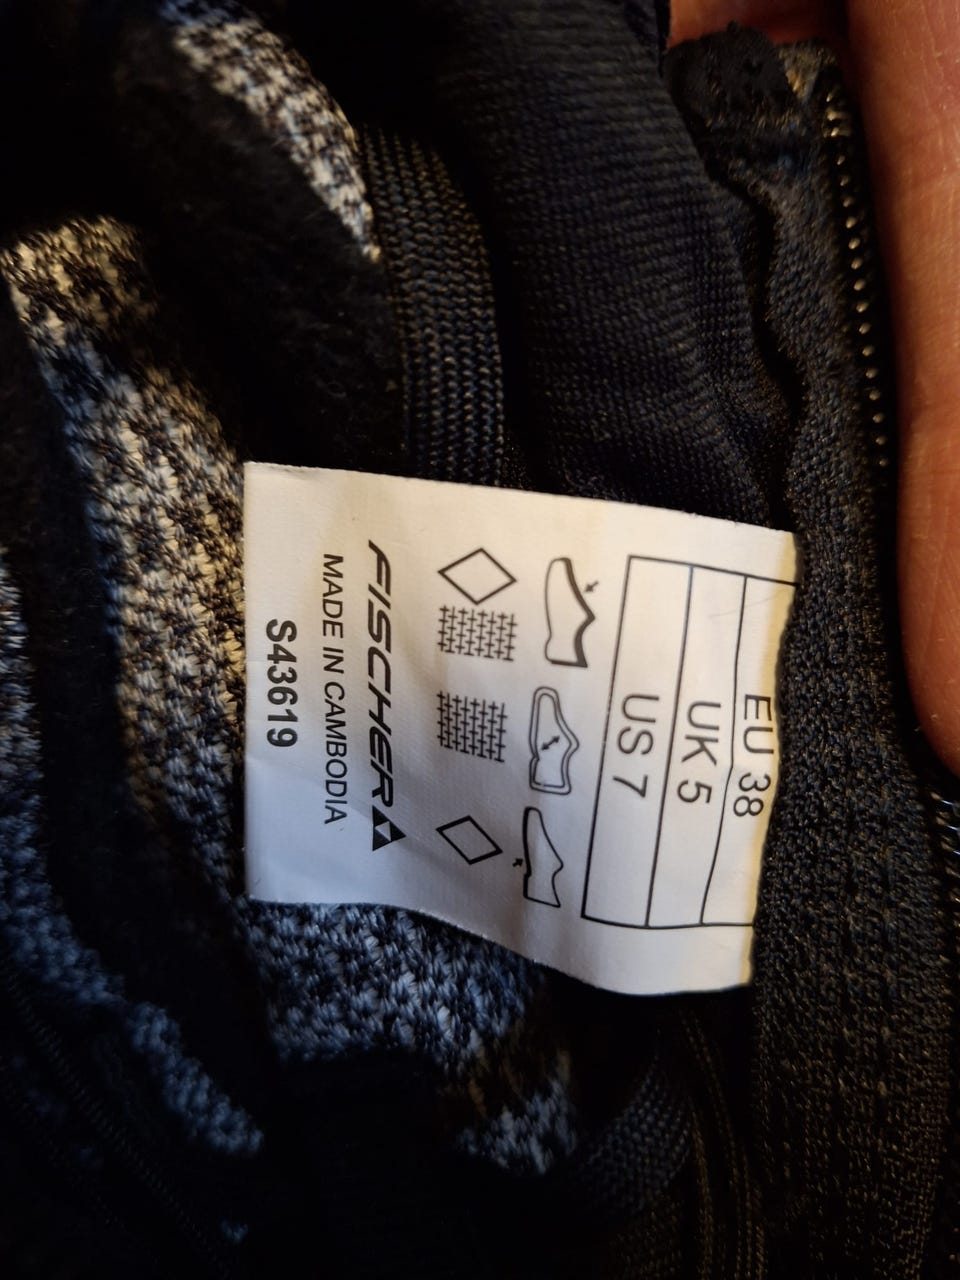 EU 38
UK 5
US 7
FISCHER
MADE IN CAMBODIA
S43619